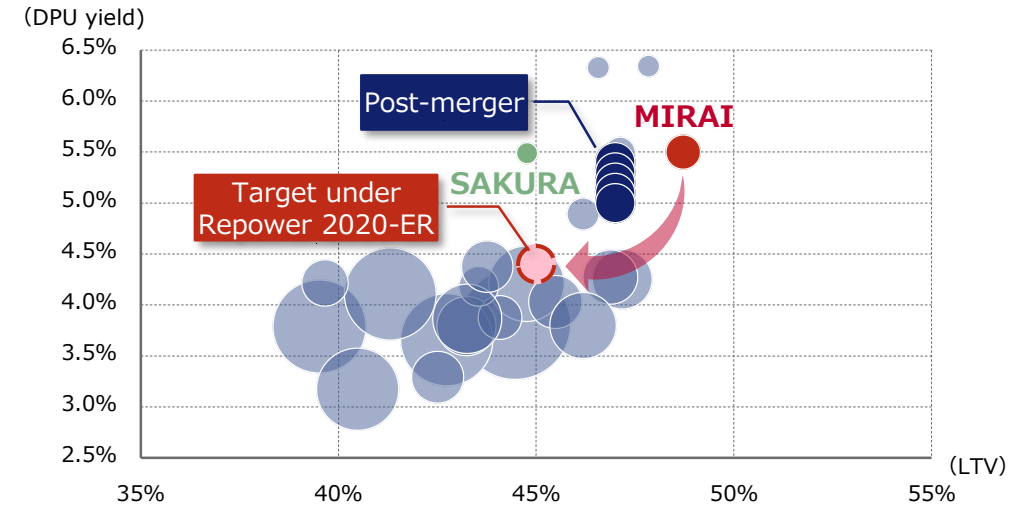 (DPU yield)
6.5%
6.0%
5.5%
5.0%
4.5%
4.0%
3.5%
3.0%
2.5%
Post-merger
MIRAI
SAKURA
Target under
Repower 2020-ER
35%
40%
45%
50%
55%
(LTV)